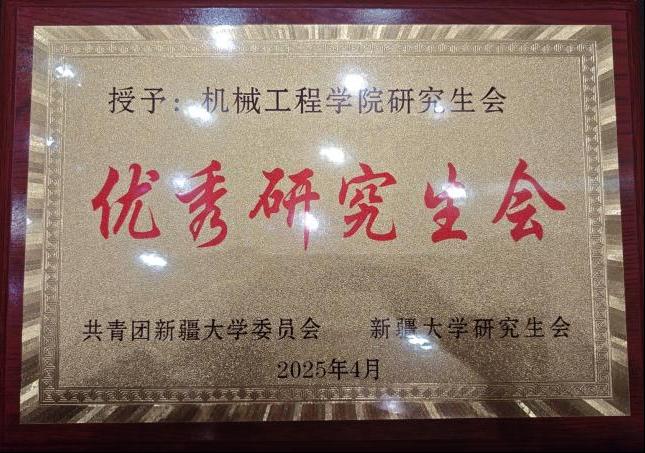 授予：机械工程学院研究生会
优秀研究生会
共青团新疆大学委员会 新疆大学研究生会
2025年4月